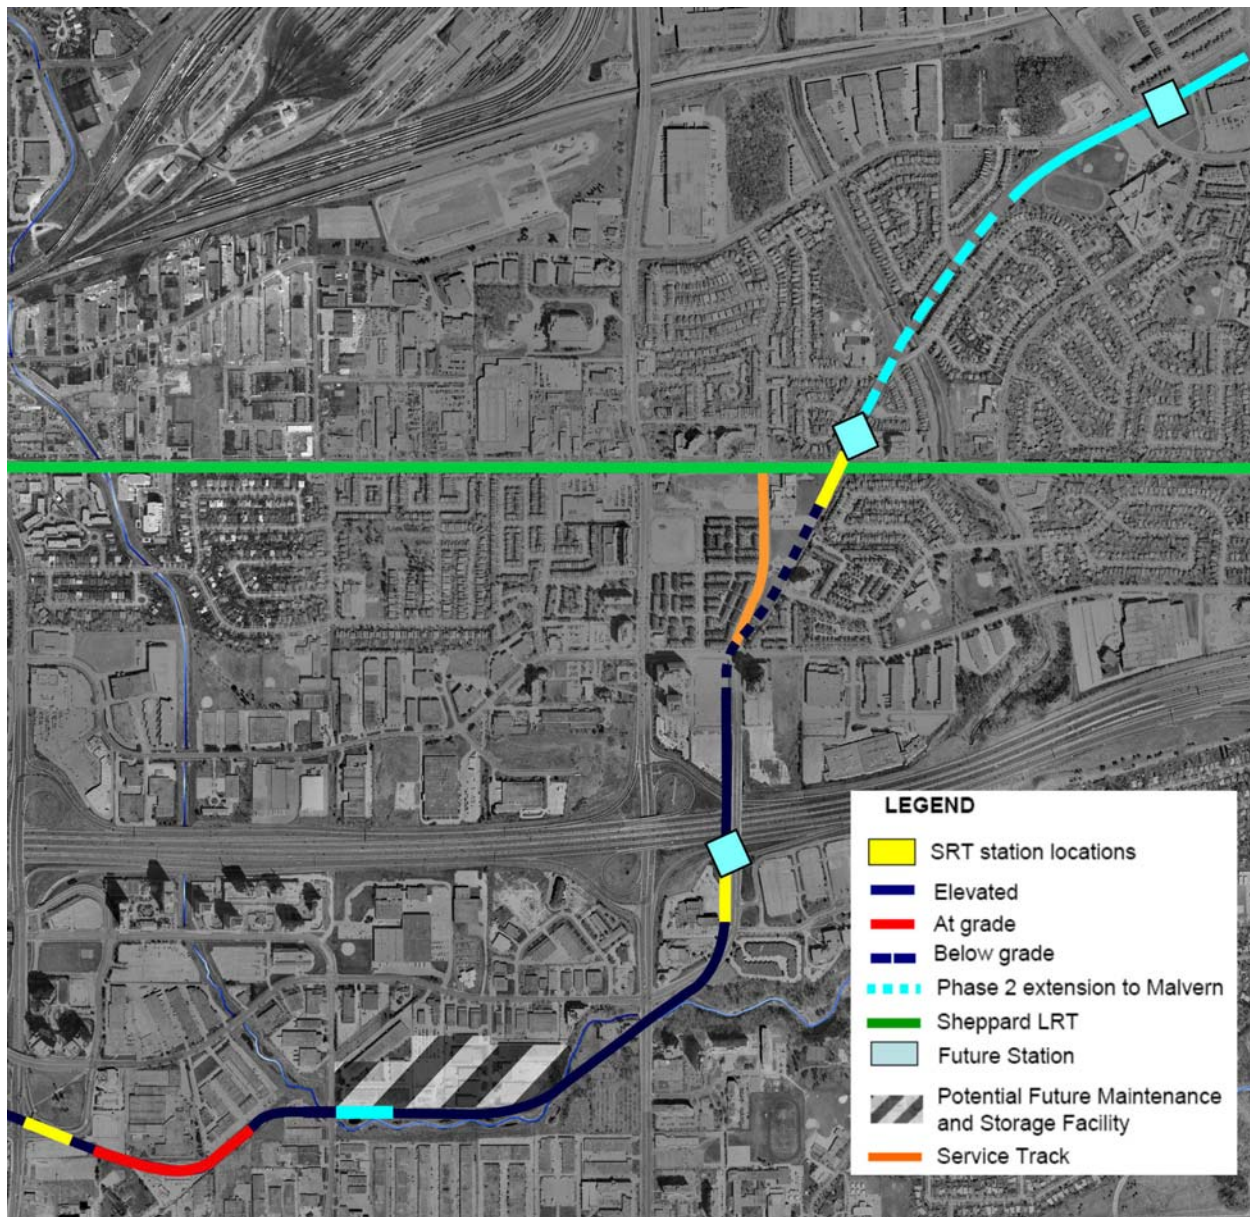 LEGEND
SRT station locations
Elevated
At grade
Below grade
Phase 2 extension to Malvern
Sheppard LRT
Future Station
Potential Future Maintenance
and Storage Facility
Service Track